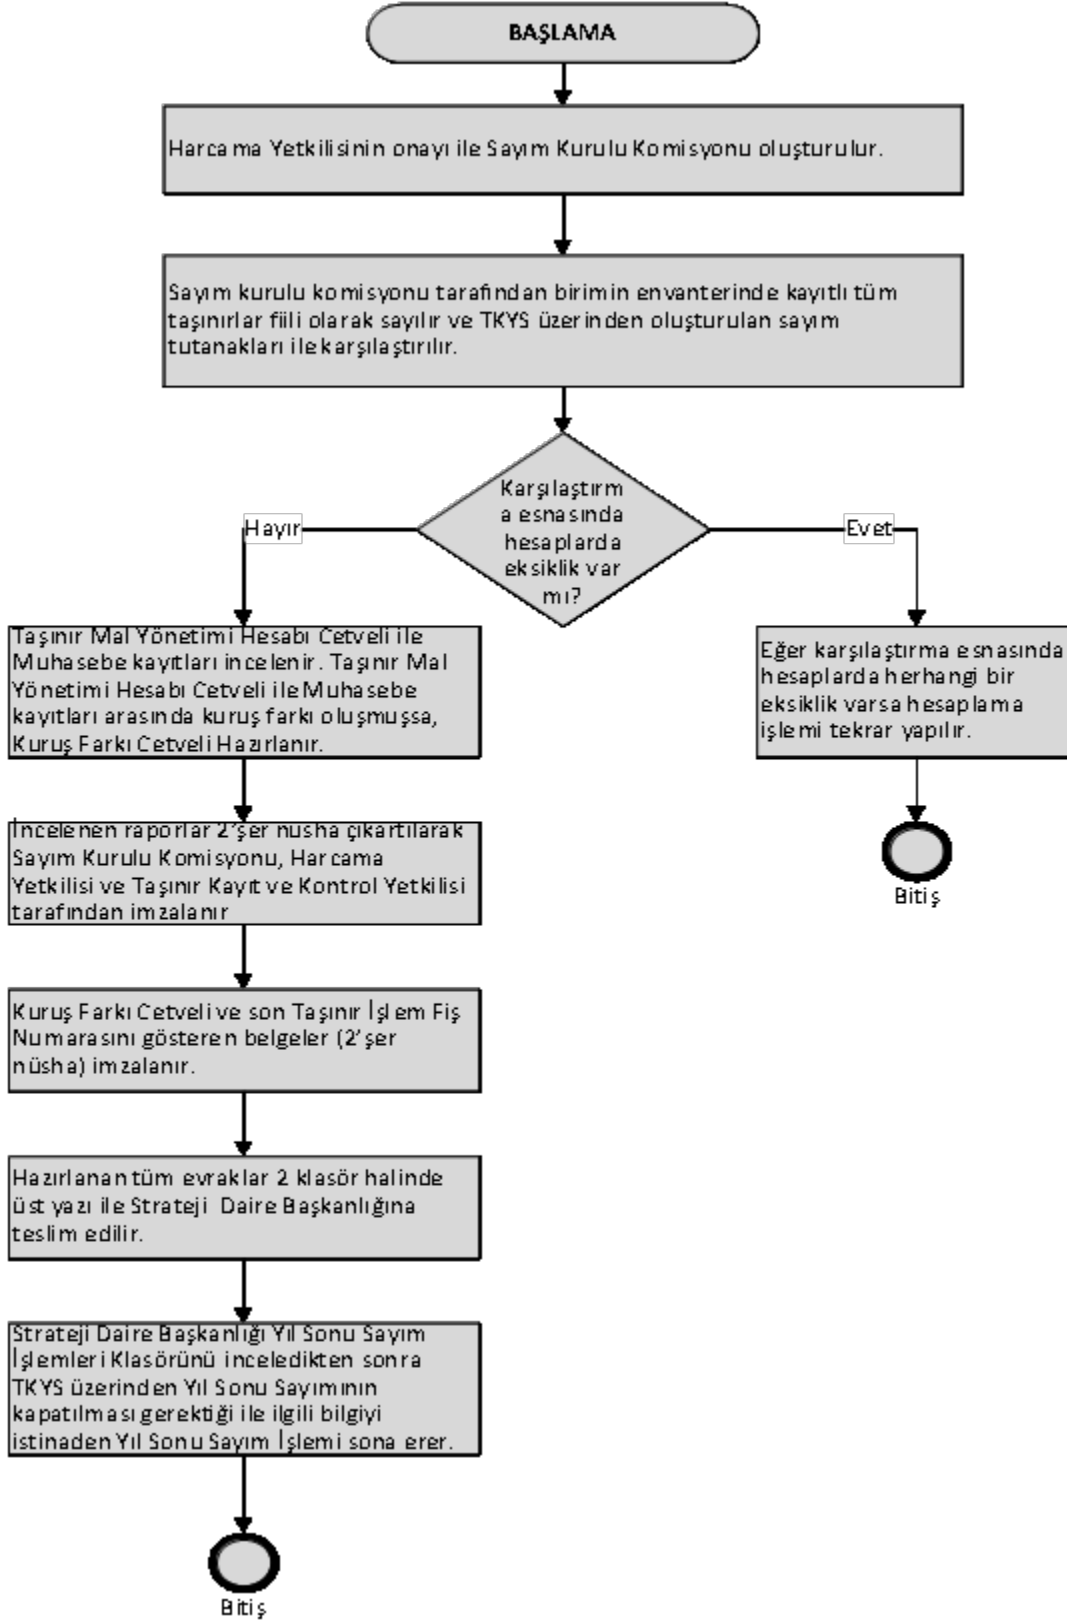 BAŞLAMA
Harcama Yetkilisinin onayı ile Sayım Kurulu Komisyonu oluşturulur.
Sayım kurulu komisyonu tarafından birimin envanterinde kayıtlı tüm
taşınırlar fiili olarak sayılır ve TKYS üzerinden oluşturulan sayım
tutanakları ile karşılaştırılır.
Karşılaştırm
a esnasında
hesaplarda
eksiklik var
mı?
Hayır
Evet
Taşınır Mal Yönetimi Hesabı Cetveli ile
Muhasebe kayıtları incelenir. Taşınır Mal
Yönetimi Hesabı Cetveli ile Muhasebe
kayıtları arasında kuruş farkı oluşmuşsa,
Kuruş Farkı Cetveli Hazırlanır.
Eğer karşılaştırma esnasında
hesaplarda herhangi bir
eksiklik varsa hesaplama
işlemi tekrar yapılır.
Bitiş
İncelenen raporlar 2'şer nüsha çıkartılarak
Sayım Kurulu Komisyonu, Harcama
Yetkilisi ve Taşınır Kayıt ve Kontrol Yetkilisi
tarafından imzalanır
Kuruş Farkı Cetveli ve son Taşınır İşlem Fiş
Numarasını gösteren belgeler (2'şer
nüsha) imzalanır.
Hazırlanan tüm evraklar 2 klasör halinde
üst yazı ile Strateji Daire Başkanlığına
teslim edilir.
Strateji Daire Başkanlığı Yıl Sonu Sayım
İşlemleri Klasörünü inceledikten sonra
TKYS üzerinden Yıl Sonu Sayımının
kapatılması gerektiği ile ilgili bilgiyi
istinaden Yıl Sonu Sayım İşlemi sona erer.
Bitiş